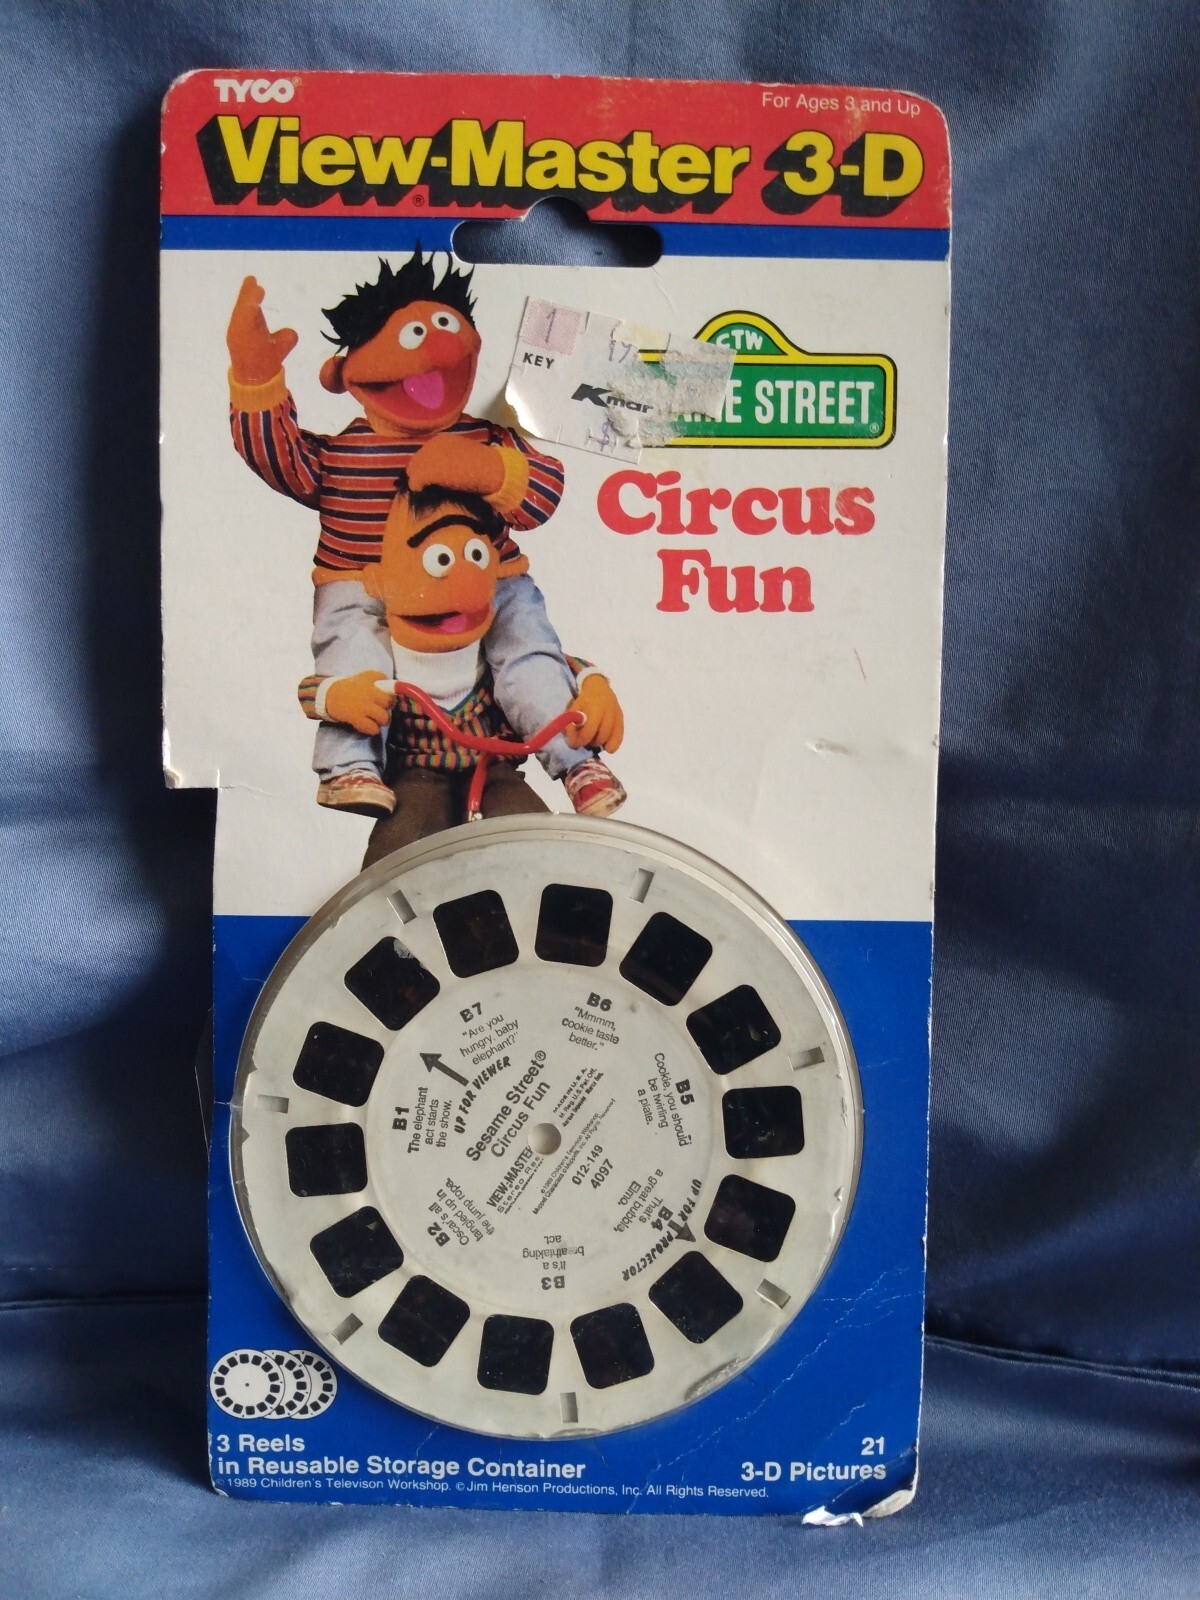 TYCO®
For Ages 3 and Up
View-Master 3-D
®
1
KEY
Kmar
CTW
STREET
®
Circus
Fun
B7
"Are you
hungry, baby
elephant?"
B6
"Mmmm,
cookie taste
better."
B5
Cookie, you should
be twirling
a plate.
B4
That's
a great bubble,
Elmo.
B3
It's a
breathtaking
act.
B2
Oscar's all
tangled up in
the jump rope.
B1
The elephant
act starts
the show.
UP FOR VIEWER
Sesame Street®
Circus Fun
VIEW-MASTER
MADE IN U.S.A.
012-149
4097
UP FOR PROJECTOR
3 Reels
in Reusable Storage Container
21
3-D Pictures
© 1989 Children's Televison Workshop. © Jim Henson Productions, Inc. All Rights Reserved.